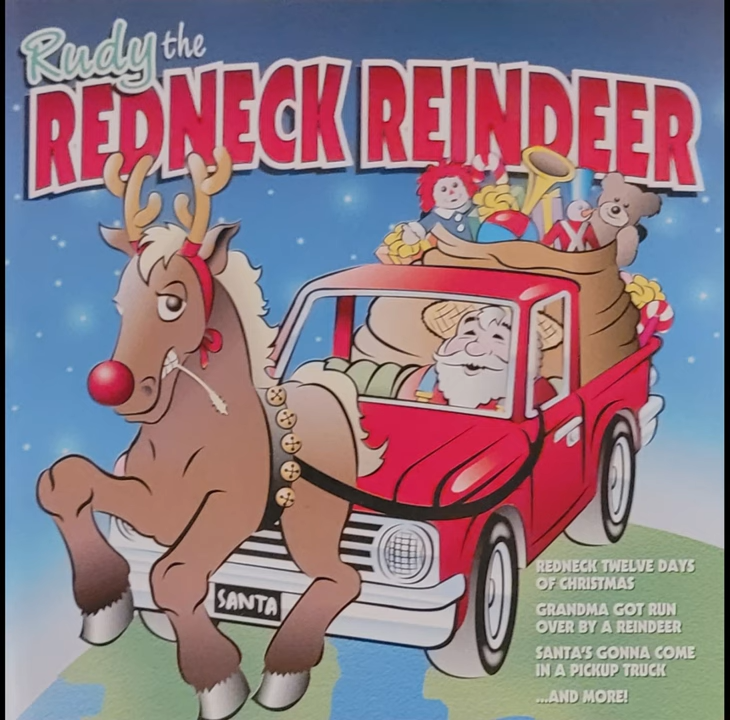 Rudy the
REDNECK REINDEER
SANTA
REDNECK TWELVE DAYS
OF CHRISTMAS
GRANDMA GOT RUN
OVER BY A REINDEER
SANTA'S GONNA COME
IN A PICKUP TRUCK
...AND MORE!